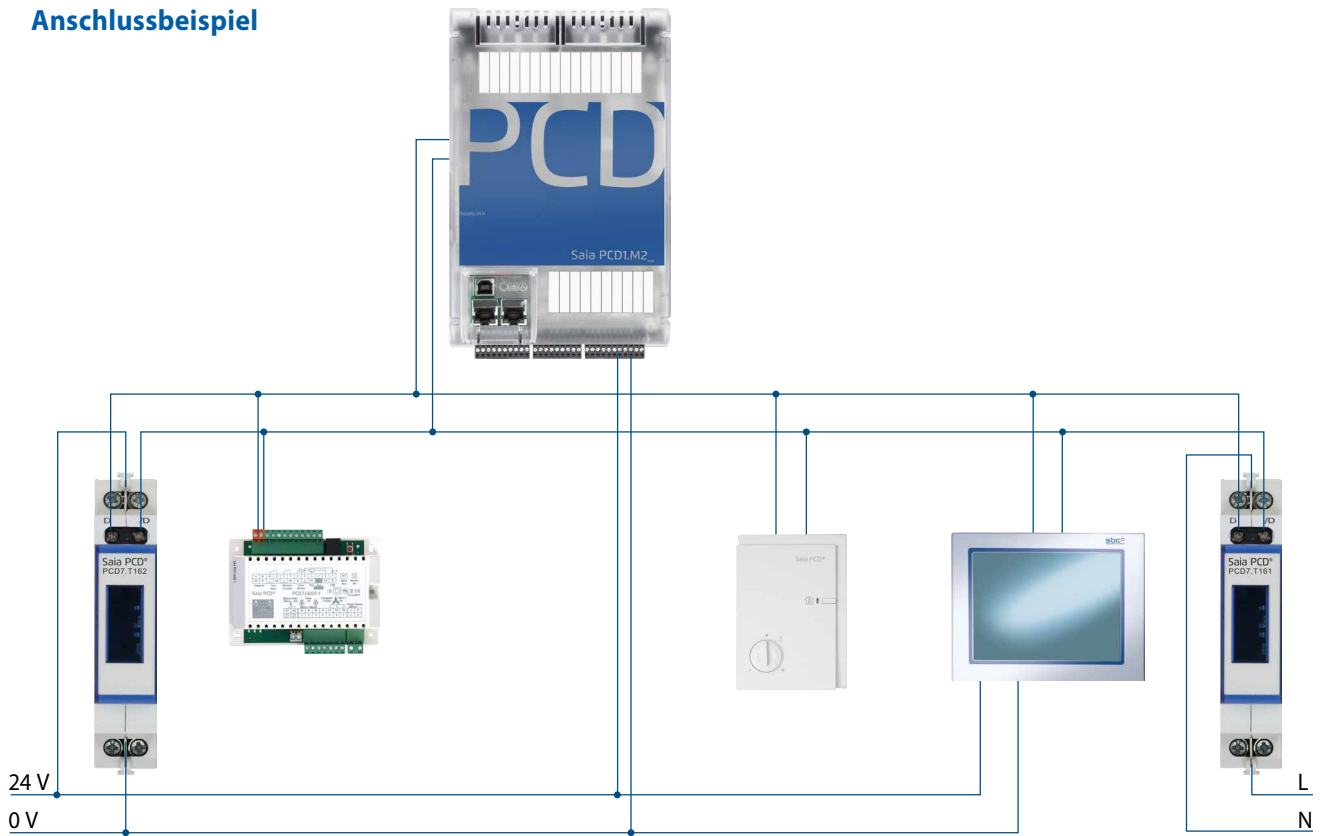 Anschlussbeispiel
PCD
Supply 24 V
Saia PCD1.M2_
D /D
Saia PCD®
PCD7.T162
Saia PCD®
Saia PCD®
sbc
D /D
Saia PCD®
PCD7.T161
24 V
0 V
L
N